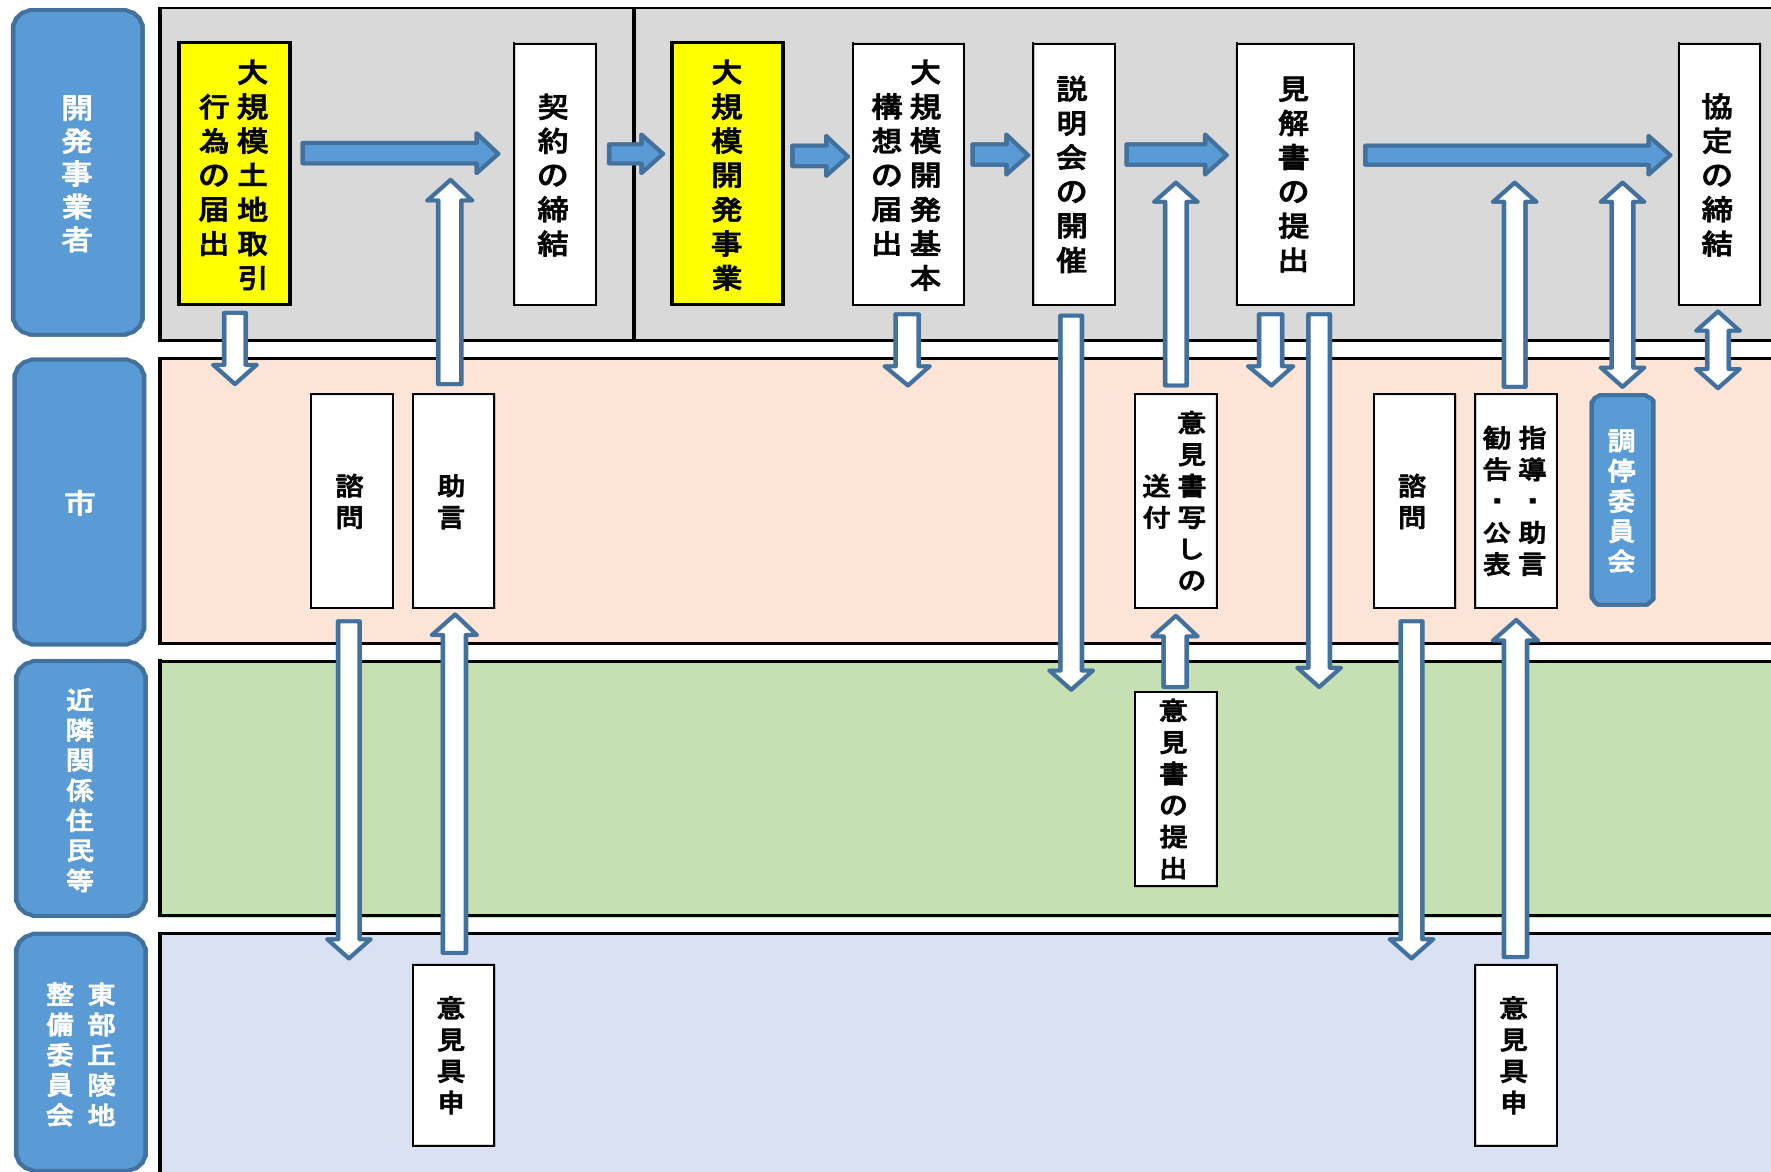 開発事業者
大規模土地取引
行為の届出
契約の締結
大規模開発事業
大規模開発基本
構想の届出
説明会の開催
見解書の提出
協定の締結
市
諮問
助言
意見書写しの
送付
諮問
指導・助言
勧告・公表
調停委員会
近隣関係住民等
意見書の提出
東部丘陵地
整備委員会
意見具申
意見具申